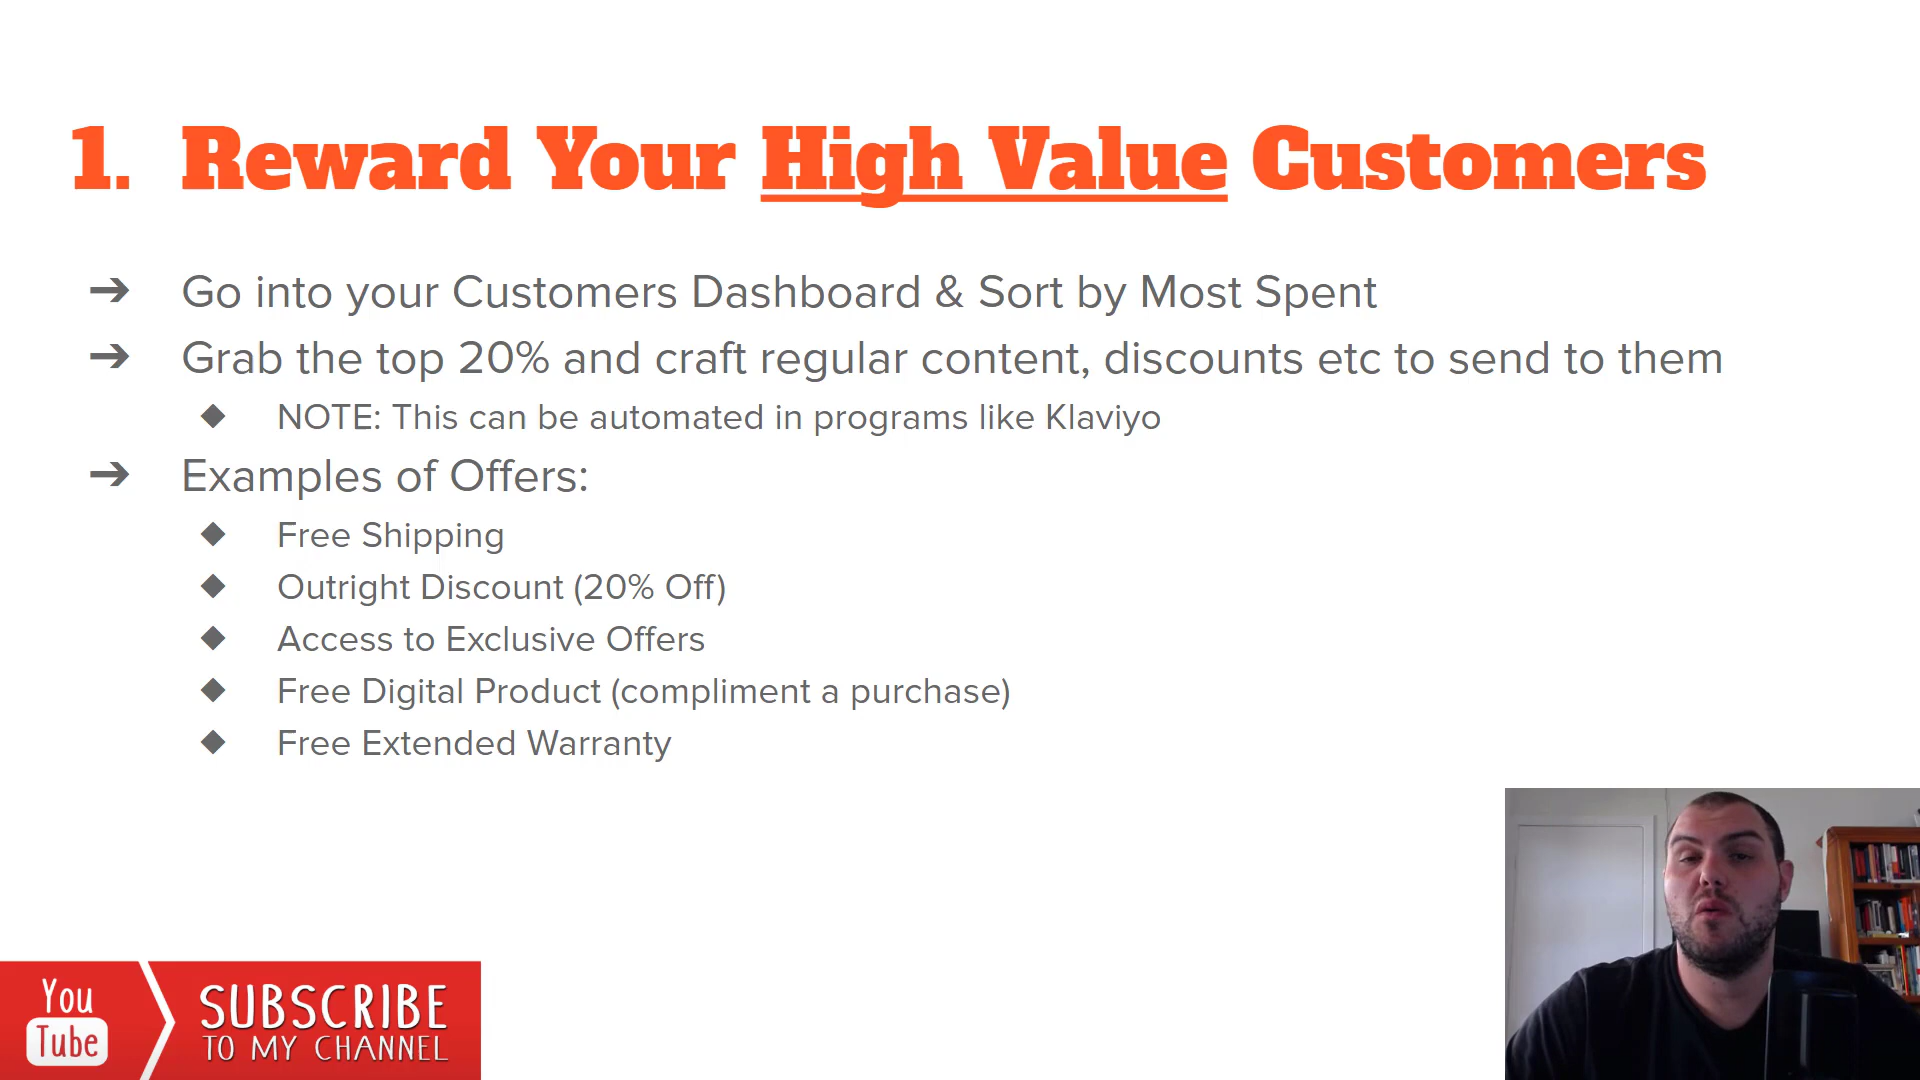 1. Reward Your High Value Customers
➔ Go into your Customers Dashboard & Sort by Most Spent
➔ Grab the top 20% and craft regular content, discounts etc to send to them
◆ NOTE: This can be automated in programs like Klaviyo
➔ Examples of Offers:
◆ Free Shipping
◆ Outright Discount (20% Off)
◆ Access to Exclusive Offers
◆ Free Digital Product (compliment a purchase)
◆ Free Extended Warranty
You
Tube
SUBSCRIBE
TO MY CHANNEL